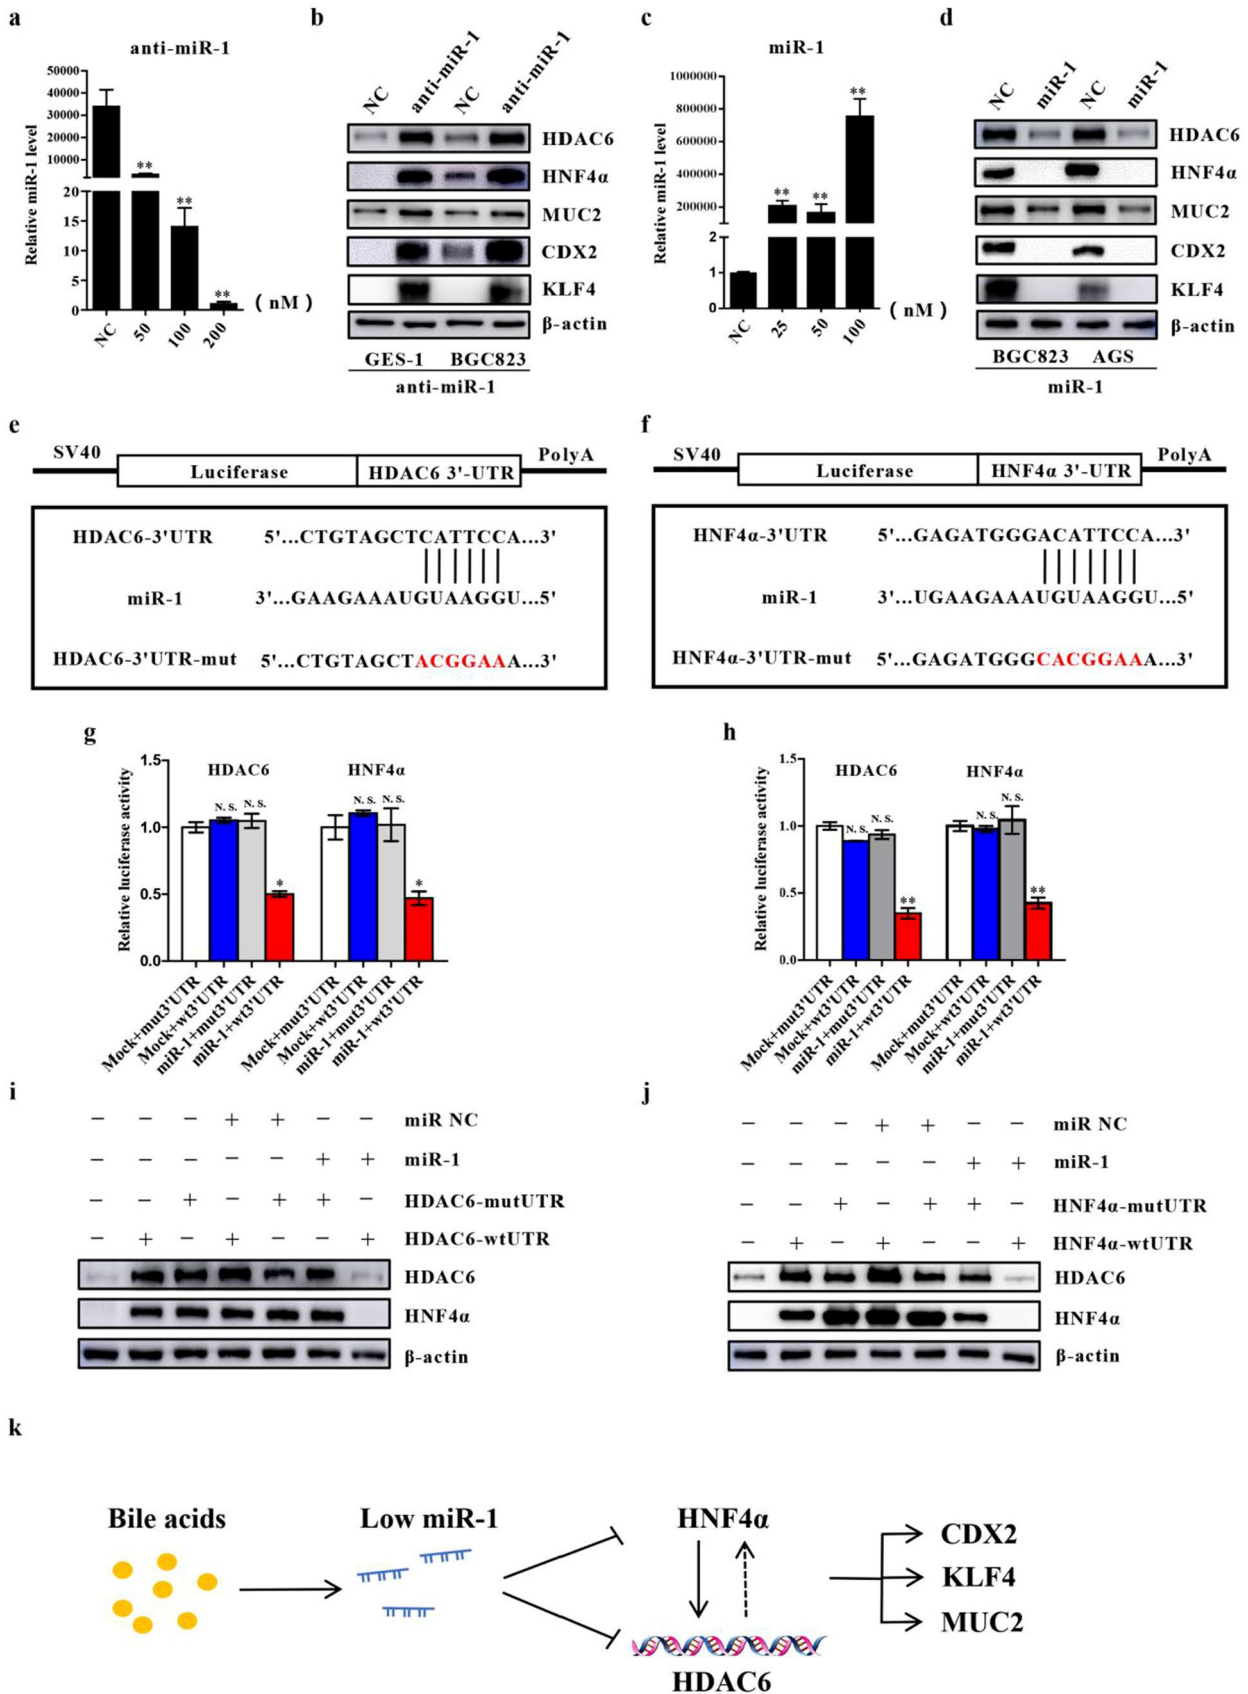 a
anti-miR-1
Relative miR-1 level
50000
40000
30000
20000
10000
20
15
10
5
0
** ** **
NC 50 100 200
( nM )
b
NC anti-miR-1 NC anti-miR-1
HDAC6
HNF4α
MUC2
CDX2
KLF4
β-actin
GES-1 BGC823
anti-miR-1
c
miR-1
Relative miR-1 level
1000000
800000
600000
400000
200000
2
1
0
** ** **
NC 25 50 100
( nM )
d
NC miR-1 NC miR-1
HDAC6
HNF4α
MUC2
CDX2
KLF4
β-actin
BGC823 AGS
miR-1
e
SV40 Luciferase HDAC6 3'-UTR PolyA
HDAC6-3'UTR 5'...CTGTAGCTCATTCCA...3'
miR-1 3'...GAAGAAAUGUAAGGU...5'
HDAC6-3'UTR-mut 5'...CTGTAGCTACGGAAA...3'
f
SV40 Luciferase HNF4α 3'-UTR PolyA
HNF4α-3'UTR 5'...GAGATGGGACATTCCA...3'
miR-1 3'...UGAAGAAAUGUAAGGU...5'
HNF4α-3'UTR-mut 5'...GAGATGGGCACGGAAA...3'
g
Relative luciferase activity
1.5
1.0
0.5
0.0
HDAC6 HNF4α
N. S. N. S. * N. S. N. S. *
Mock+mut3'UTR
Mock+wt3'UTR
miR-1+mut3'UTR
miR-1+wt3'UTR
Mock+mut3'UTR
Mock+wt3'UTR
miR-1+mut3'UTR
miR-1+wt3'UTR
h
Relative luciferase activity
1.5
1.0
0.5
0.0
HDAC6 HNF4α
N. S. N. S. ** N. S. N. S. **
Mock+mut3'UTR
Mock+wt3'UTR
miR-1+mut3'UTR
miR-1+wt3'UTR
Mock+mut3'UTR
Mock+wt3'UTR
miR-1+mut3'UTR
miR-1+wt3'UTR
i
− − − + + − − miR NC
− − − − − + + miR-1
− − + − + + − HDAC6-mutUTR
− + − + − − + HDAC6-wtUTR
HDAC6
HNF4α
β-actin
j
− − − + + − − miR NC
− − − − − + + miR-1
− − + − + + − HNF4α-mutUTR
− + − + − − + HNF4α-wtUTR
HDAC6
HNF4α
β-actin
k
Bile acids
Low miR-1
HNF4α
HDAC6
CDX2
KLF4
MUC2